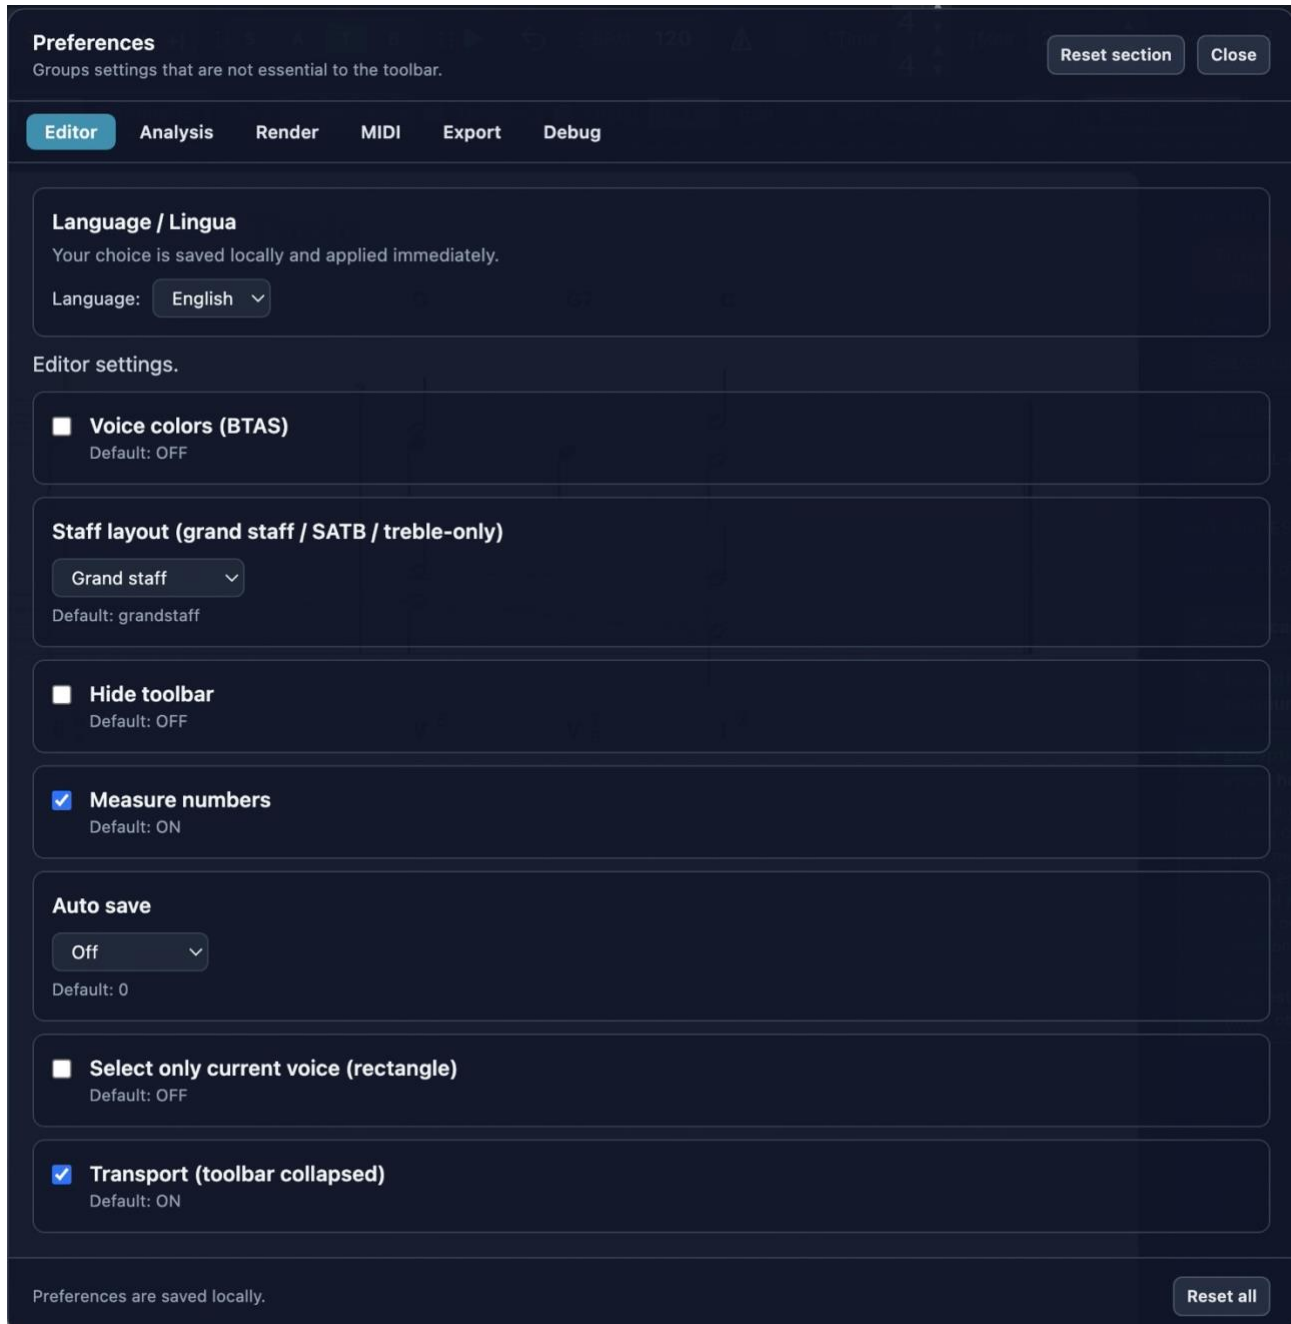 Preferences
Groups settings that are not essential to the toolbar.
Reset section
Close
Editor
Analysis
Render
MIDI
Export
Debug
Language / Lingua
Your choice is saved locally and applied immediately.
Language:
English
Editor settings.
Voice colors (BTAS)
Default: OFF
Staff layout (grand staff / SATB / treble-only)
Grand staff
Default: grandstaff
Hide toolbar
Default: OFF
Measure numbers
Default: ON
Auto save
Off
Default: 0
Select only current voice (rectangle)
Default: OFF
Transport (toolbar collapsed)
Default: ON
Preferences are saved locally.
Reset all